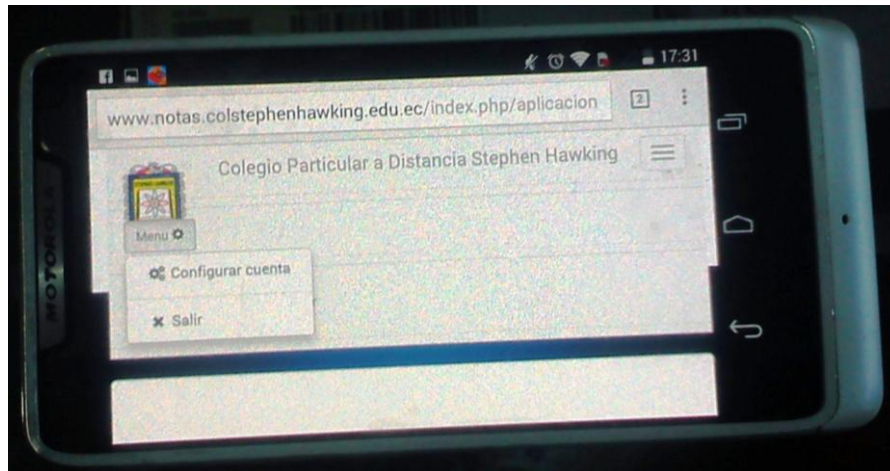 17:31
www.notas.colstephenhawking.edu.ec/index.php/aplicacion
2
Colegio Particular a Distancia Stephen Hawking
Menu
Configurar cuenta
Salir
MOTOROLA